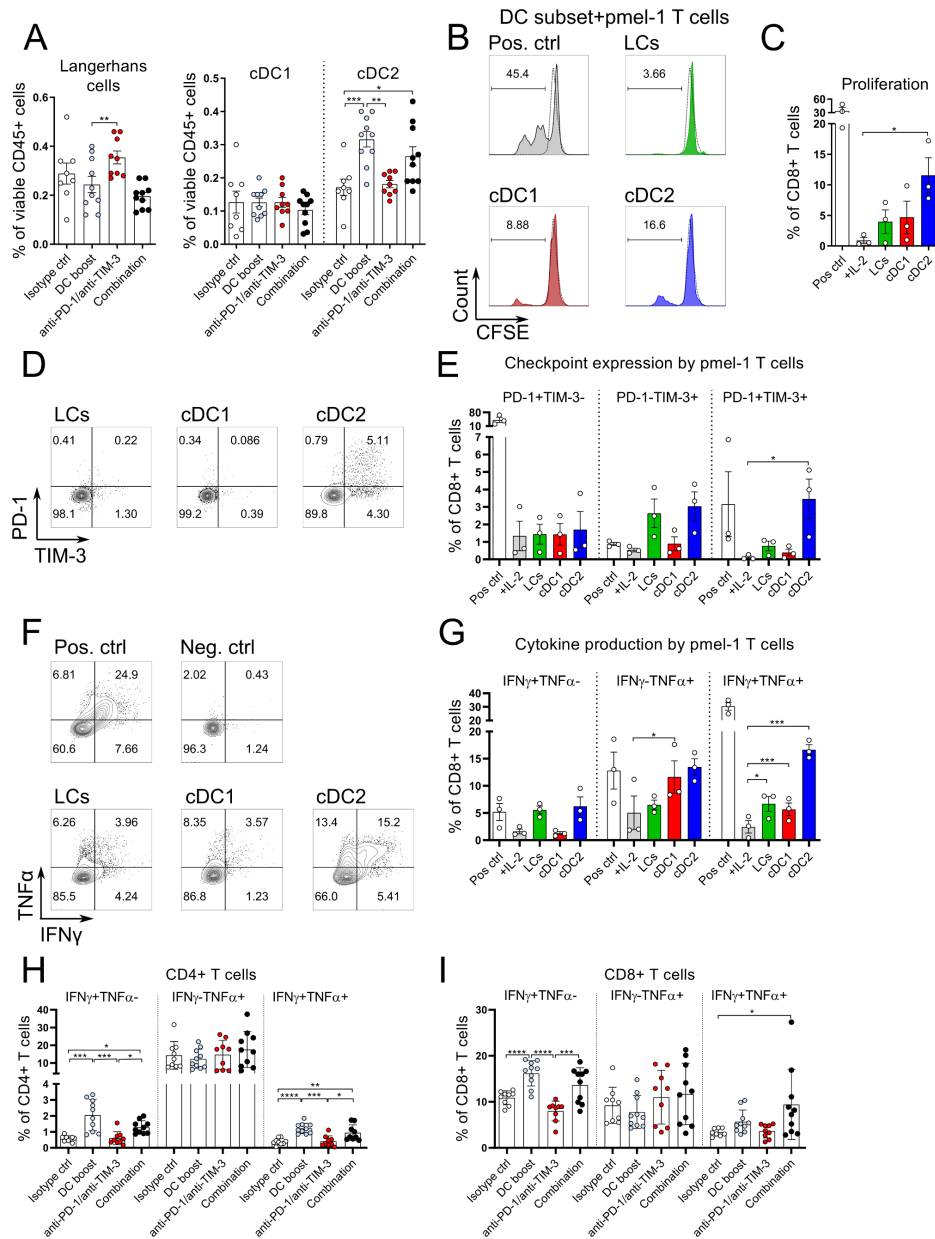 DC subset+pmel-1 T cells
A
B
C
Langerhans
cells
cDC1
cDC2
% of viable CD45+ cells
0.6
0.4
0.2
0.0
**
Isotype ctrl
DC boost
anti-PD-1/anti-TIM-3
Combination
% of viable CD45+ cells
0.5
0.4
0.3
0.2
0.1
0.0
*
***
**
Isotype ctrl
DC boost
anti-PD-1/anti-TIM-3
Combination
Isotype ctrl
DC boost
anti-PD-1/anti-TIM-3
Combination
Pos. ctrl
LCs
45.4
3.66
cDC1
cDC2
8.88
16.6
Count
CFSE
Proliferation
% of CD8+ T cells
60
30
20
15
10
5
0
*
Pos ctrl
+IL-2
LCs
cDC1
cDC2
D
LCs
cDC1
cDC2
0.41
0.22
0.34
0.086
0.79
5.11
98.1
1.30
99.2
0.39
89.8
4.30
PD-1
TIM-3
E
Checkpoint expression by pmel-1 T cells
PD-1+TIM-3-
PD-1-TIM-3+
PD-1+TIM-3+
% of CD8+ T cells
80
10
7
6
5
4
3
2
1
0
*
Pos ctrl
+IL-2
LCs
cDC1
cDC2
Pos ctrl
+IL-2
LCs
cDC1
cDC2
Pos ctrl
+IL-2
LCs
cDC1
cDC2
F
Pos. ctrl
Neg. ctrl
6.81
24.9
2.02
0.43
60.6
7.66
96.3
1.24
LCs
cDC1
cDC2
6.26
3.96
8.35
3.57
13.4
15.2
85.5
4.24
86.8
1.23
66.0
5.41
TNFα
IFNγ
G
Cytokine production by pmel-1 T cells
IFNγ+TNFα-
IFNγ-TNFα+
IFNγ+TNFα+
% of CD8+ T cells
40
30
20
15
10
5
0
*
***
***
*
Pos ctrl
+IL-2
LCs
cDC1
cDC2
Pos ctrl
+IL-2
LCs
cDC1
cDC2
Pos ctrl
+IL-2
LCs
cDC1
cDC2
H
CD4+ T cells
IFNγ+TNFα-
IFNγ-TNFα+
IFNγ+TNFα+
% of CD4+ T cells
40
30
20
10
3
2
1
0
*
***
***
*
**
****
***
*
Isotype ctrl
DC boost
anti-PD-1/anti-TIM-3
Combination
Isotype ctrl
DC boost
anti-PD-1/anti-TIM-3
Combination
Isotype ctrl
DC boost
anti-PD-1/anti-TIM-3
Combination
I
CD8+ T cells
IFNγ+TNFα-
IFNγ-TNFα+
IFNγ+TNFα+
% of CD8+ T cells
30
20
10
0
****
****
***
*
Isotype ctrl
DC boost
anti-PD-1/anti-TIM-3
Combination
Isotype ctrl
DC boost
anti-PD-1/anti-TIM-3
Combination
Isotype ctrl
DC boost
anti-PD-1/anti-TIM-3
Combination